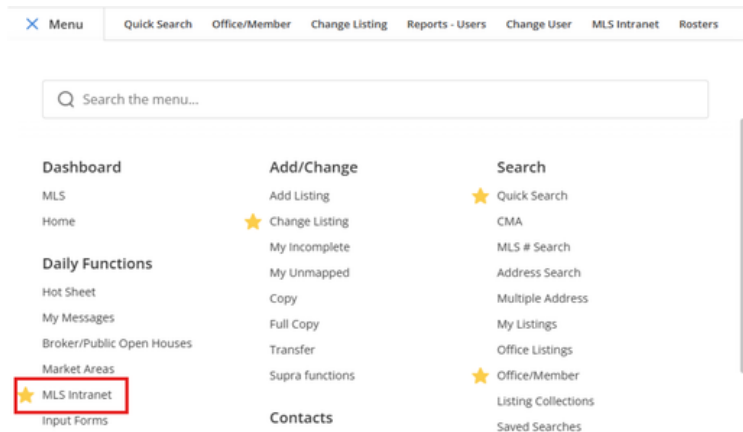 Menu Quick Search Office/Member Change Listing Reports - Users Change User MLS Intranet Rosters
Search the menu...
Dashboard
MLS
Home
Daily Functions
Hot Sheet
My Messages
Broker/Public Open Houses
Market Areas
MLS Intranet
Input Forms
Add/Change
Add Listing
Change Listing
My Incomplete
My Unmapped
Copy
Full Copy
Transfer
Supra functions
Contacts
Search
Quick Search
CMA
MLS # Search
Address Search
Multiple Address
My Listings
Office Listings
Office/Member
Listing Collections
Saved Searches